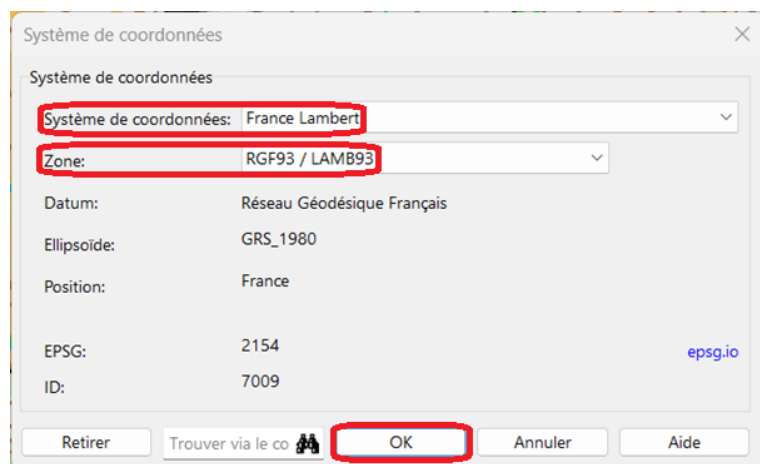 Système de coordonnées
Système de coordonnées
Système de coordonnées: France Lambert
Zone: RGF93 / LAMB93
Datum: Réseau Géodésique Français
Ellipsoïde: GRS_1980
Position: France
EPSG: 2154 epsg.io
ID: 7009
Retirer Trouver via le co OK Annuler Aide